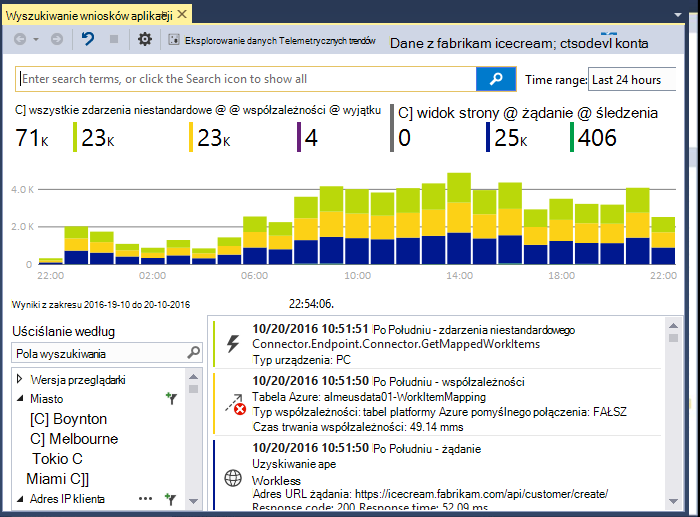 Wyszukiwanie wniosków aplikacji
Eksplorowanie danych Telemetrycznych trendów
Dane z fabrikam icecream; ctsodevl konta
Enter search terms, or click the Search icon to show all
Time range: Last 24 hours
C] wszystkie zdarzenia niestandardowe @ @ współzależności @ wyjątku
C] widok strony @ żądanie @ śledzenia
71K 23K 23K 4 0 25K 406
4.0 K
2.0 K
0
22:00 02:00 06:00 10:00 14:00 18:00 22:00
Wyniki z zakresu 2016-19-10 do 20-10-2016
22:54:06.
Uściślanie według
Pola wyszukiwania
Wersja przeglądarki
Miasto
[C] Boynton
C] Melbourne
Tokio C
Miami C]]
Adres IP klienta
10/20/2016 10:51:51 Po Południu - zdarzenia niestandardowego
Connector.Endpoint.Connector.GetMappedWorkItems
Typ urządzenia: PC
10/20/2016 10:51:50 Po Południu - współzależności
Tabela Azure: almeusdata01-WorkItemMapping
Typ współzależności: tabel platformy Azure pomyślnego połączenia: FAŁSZ
Czas trwania współzależności: 49.14 mms
10/20/2016 10:51:50 Po Południu - żądanie
Uzyskiwanie ape
Workless
Adres URL żądania: https://icecream.fabrikam.com/api/customer/create/
Response code: 200 Response time: 52.09 ms